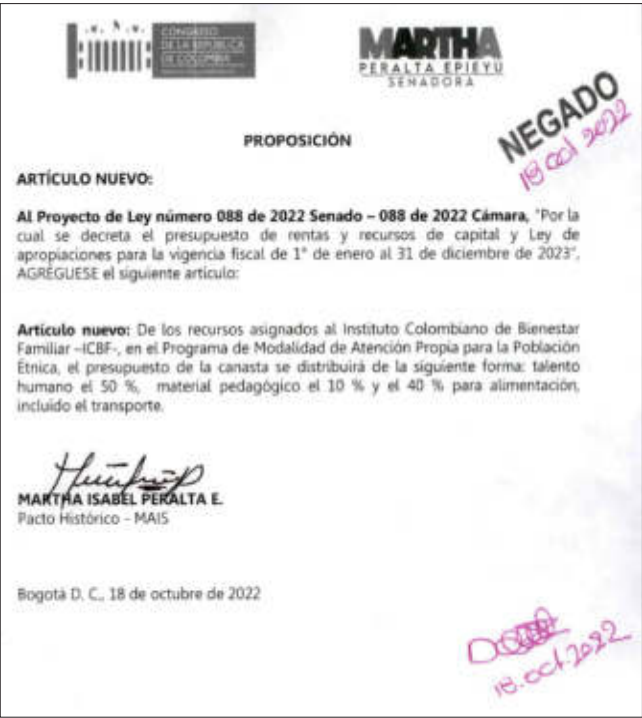 CONGRESO
DE LA REPÚBLICA
DE COLOMBIA
MARTHA
PERALTA EPIEYU
SENADORA
NEGADO
18 oct 2022
PROPOSICIÓN
ARTÍCULO NUEVO:
Al Proyecto de Ley número 088 de 2022 Senado – 088 de 2022 Cámara, "Por la
cual se decreta el presupuesto de rentas y recursos de capital y Ley de
apropiaciones para la vigencia fiscal de 1° de enero al 31 de diciembre de 2023",
AGRÉGUESE el siguiente artículo:
Artículo nuevo: De los recursos asignados al Instituto Colombiano de Bienestar
Familiar –ICBF-, en el Programa de Modalidad de Atención Propia para la Población
Étnica, el presupuesto de la canasta se distribuirá de la siguiente forma: talento
humano el 50 %, material pedagógico el 10 % y el 40 % para alimentación,
incluido el transporte.
MARTHA ISABEL PERALTA E.
Pacto Histórico – MAIS
Bogotá D. C., 18 de octubre de 2022
18.oct.2022